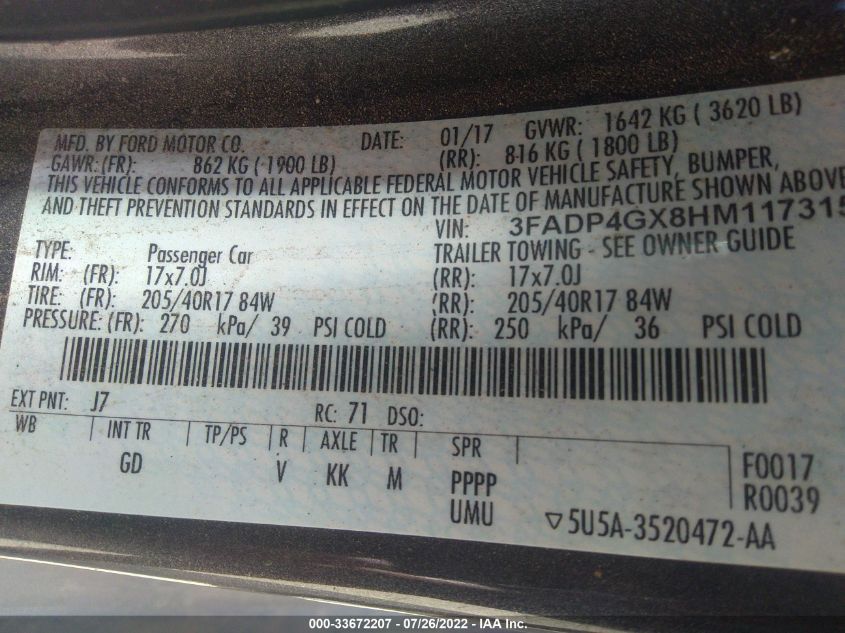 MFD. BY FORD MOTOR CO. DATE: 01/17 GVWR: 1642 KG ( 3620 LB)
GAWR:(FR): 862 KG ( 1900 LB) (RR): 816 KG ( 1800 LB)
THIS VEHICLE CONFORMS TO ALL APPLICABLE FEDERAL MOTOR VEHICLE SAFETY, BUMPER,
AND THEFT PREVENTION STANDARDS IN EFFECT ON THE DATE OF MANUFACTURE SHOWN ABOVE
VIN: 3FADP4GX8HM117315
TYPE: Passenger Car TRAILER TOWING - SEE OWNER GUIDE
RIM: (FR): 17x7.0J (RR): 17x7.0J
TIRE: (FR): 205/40R17 84W (RR): 205/40R17 84W
PRESSURE: (FR): 270 kPa/ 39 PSI COLD (RR): 250 kPa/ 36 PSI COLD
EXT PNT: J7 RC: 71 DSO:
WB INT TR TP/PS R AXLE TR SPR
GD V KK M PPPP F0017
UMU R0039
▽5U5A-3520472-AA
000-33672207 - 07/26/2022 - IAA Inc.